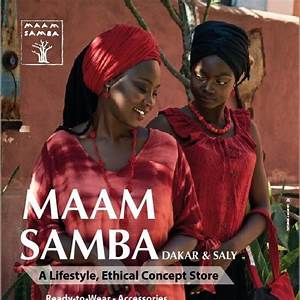 MAAM
SAMBA
MAAM
SAMBA DAKAR & SALY
A Lifestyle, Ethical Concept Store
Ready-to-Wear • Accessories